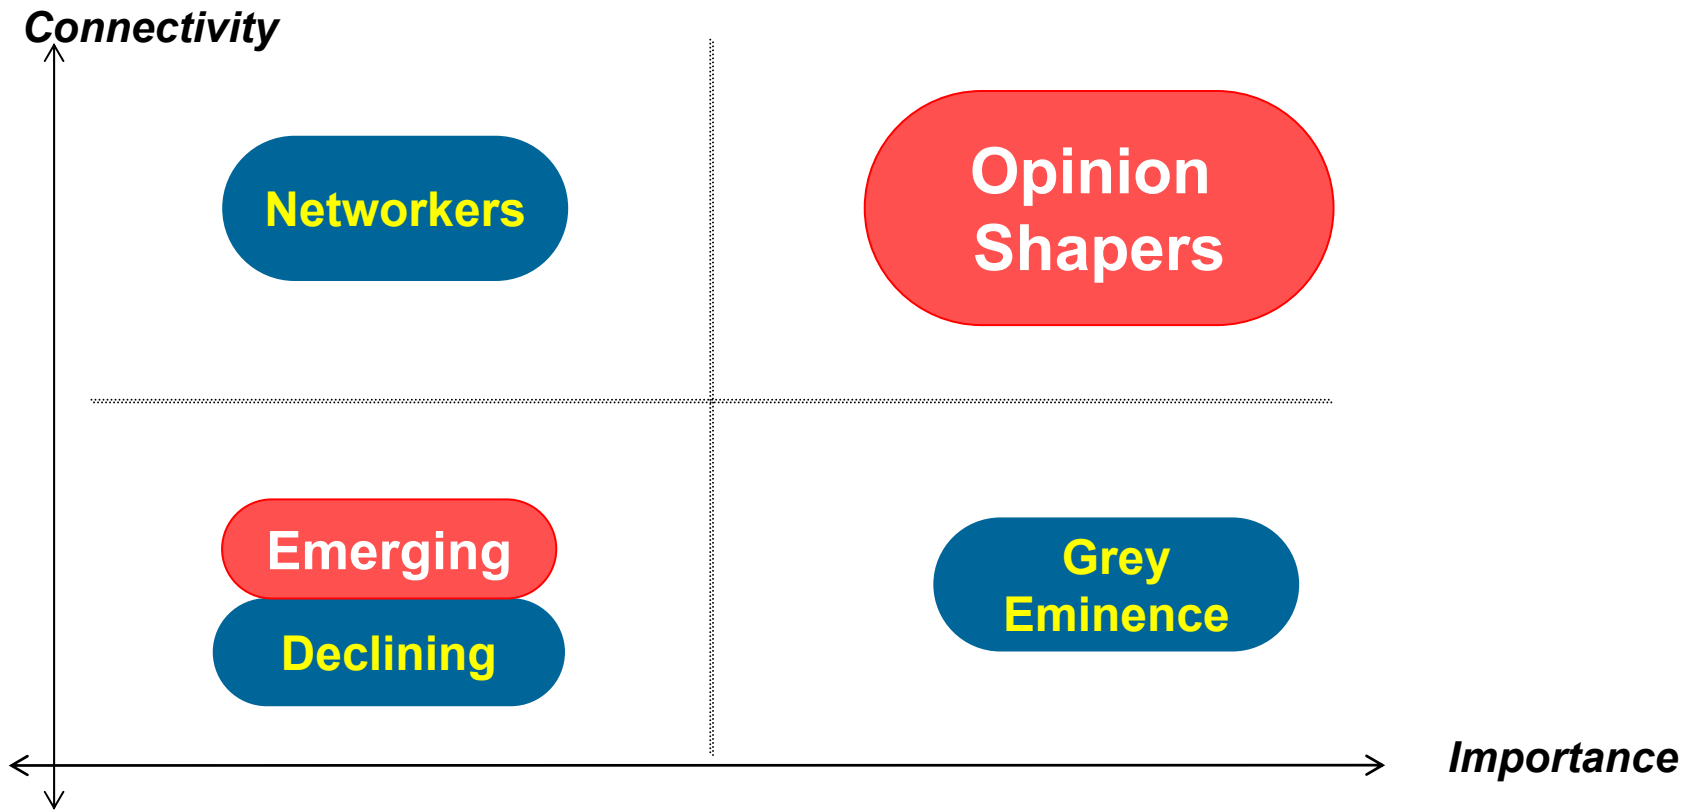 Connectivity
Networkers
Opinion
Shapers
Emerging
Declining
Grey
Eminence
Importance